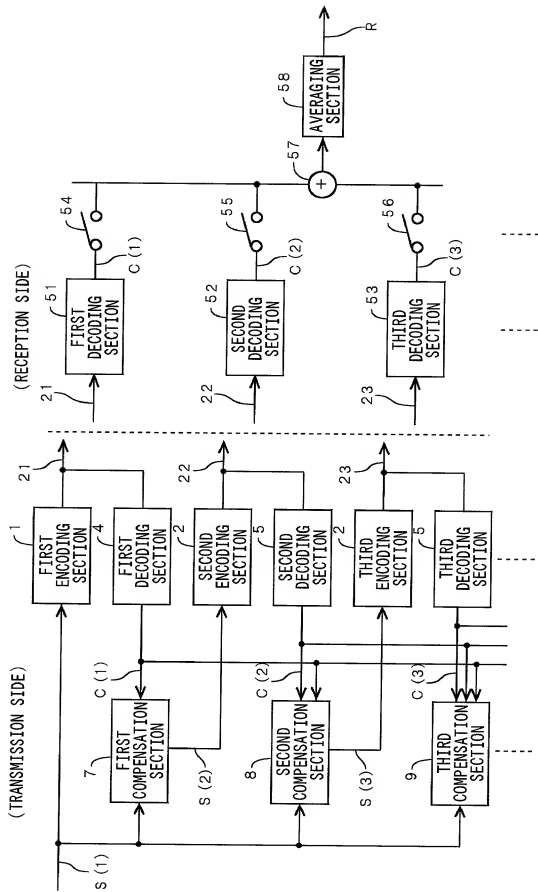 (TRANSMISSION SIDE)
(RECEPTION SIDE)
S (1)
1
FIRST
ENCODING
SECTION
21
4
FIRST
DECODING
SECTION
C (1)
7
FIRST
COMPENSATION
SECTION
S (2)
2
SECOND
ENCODING
SECTION
22
5
SECOND
DECODING
SECTION
C (2)
8
SECOND
COMPENSATION
SECTION
S (3)
2
THIRD
ENCODING
SECTION
23
5
THIRD
DECODING
SECTION
C (3)
9
THIRD
COMPENSATION
SECTION
21
51
FIRST
DECODING
SECTION
C (1)
54
22
52
SECOND
DECODING
SECTION
C (2)
55
23
53
THIRD
DECODING
SECTION
C (3)
56
57
+
58
AVERAGING
SECTION
R